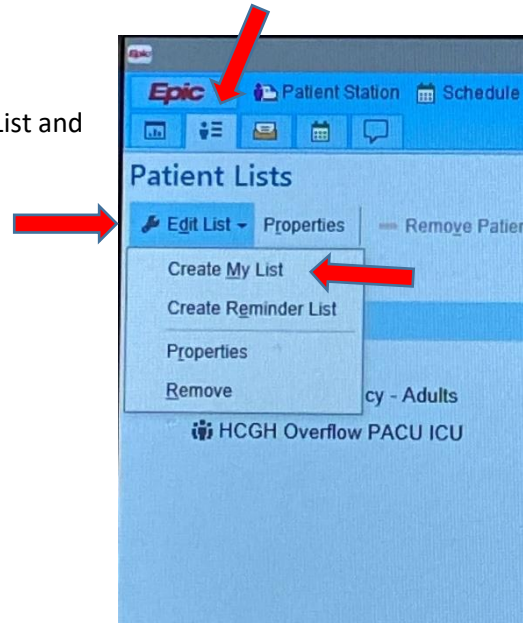 Epic
List and
Epic Patient Station Schedule
Patient Lists
Edit List Properties Remove
Create My List
Create Reminder List
Properties
Remove
cy - Adults
HCGH Overflow PACU ICU